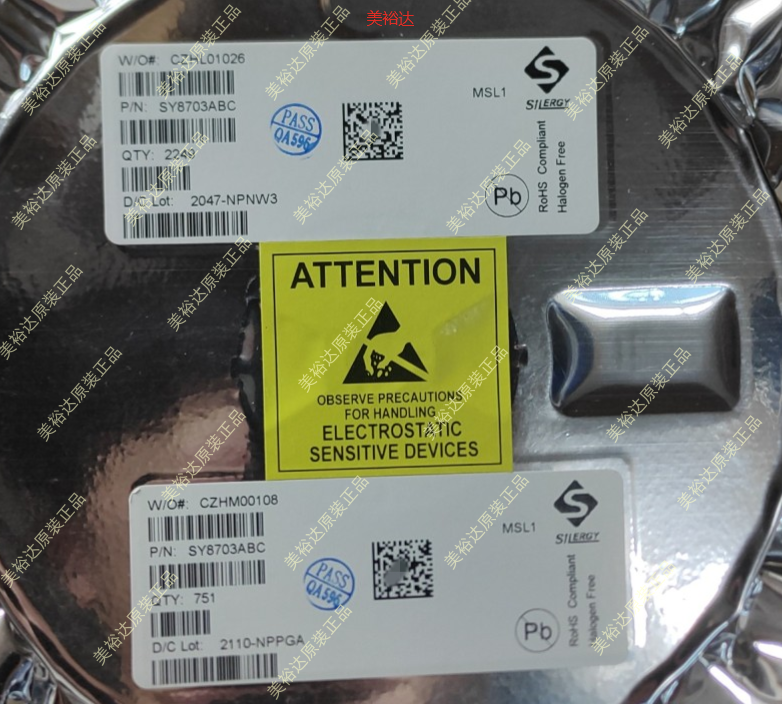 美裕达
W/O#: CZHL01026
P/N: SY8703ABC
QTY: 2249
D/C Lot: 2047-NPNW3
PASS
QA596
MSL1
SILERGY
Pb
RoHS Compliant
Halogen Free
ATTENTION
OBSERVE PRECAUTIONS
FOR HANDLING
ELECTROSTATIC
SENSITIVE DEVICES
W/O#: CZHM00108
P/N: SY8703ABC
QTY: 751
D/C Lot: 2110-NPPGA
PASS
QA596
MSL1
SILERGY
Pb
RoHS Compliant
Halogen Free
美裕达原装正品